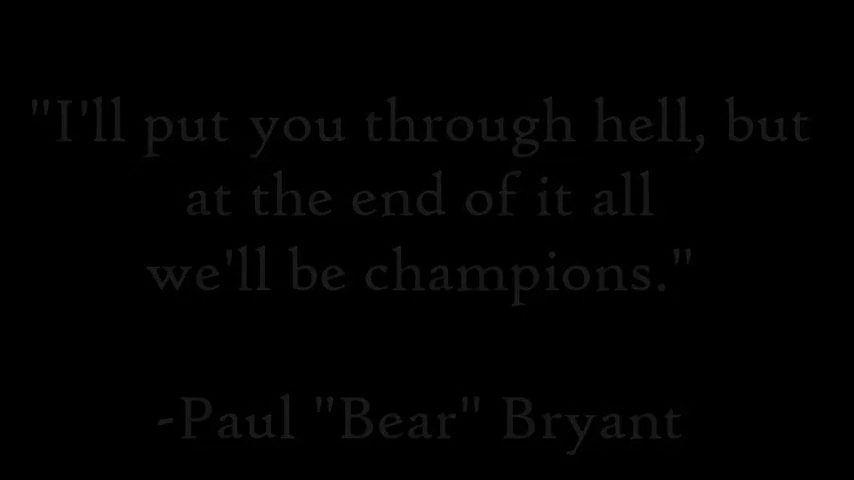 "I'll put you through hell, but
at the end of it all
we'll be champions."
-Paul "Bear" Bryant